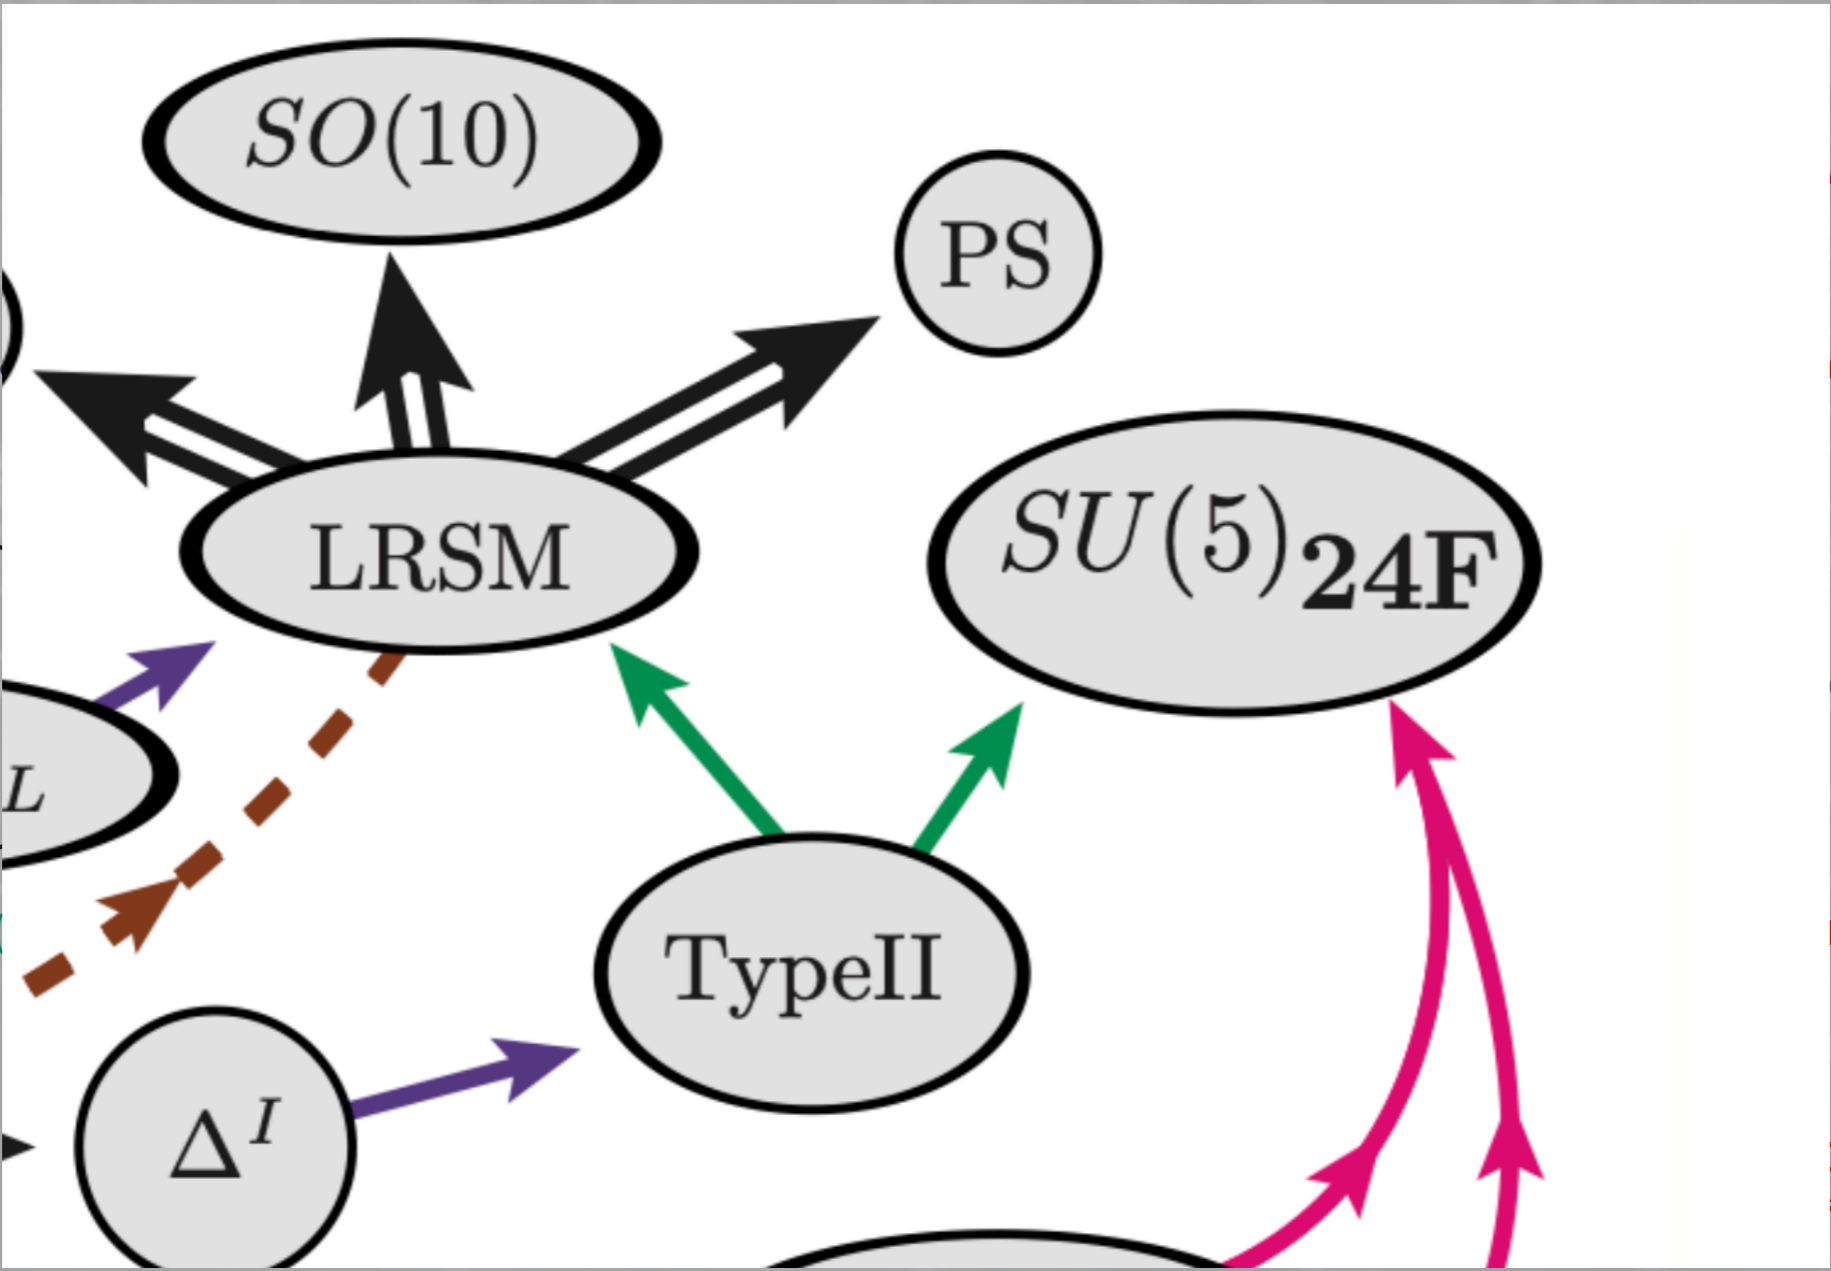 SO(10)
PS
LRSM
SU(5)24F
L
TypeII
Δ^I